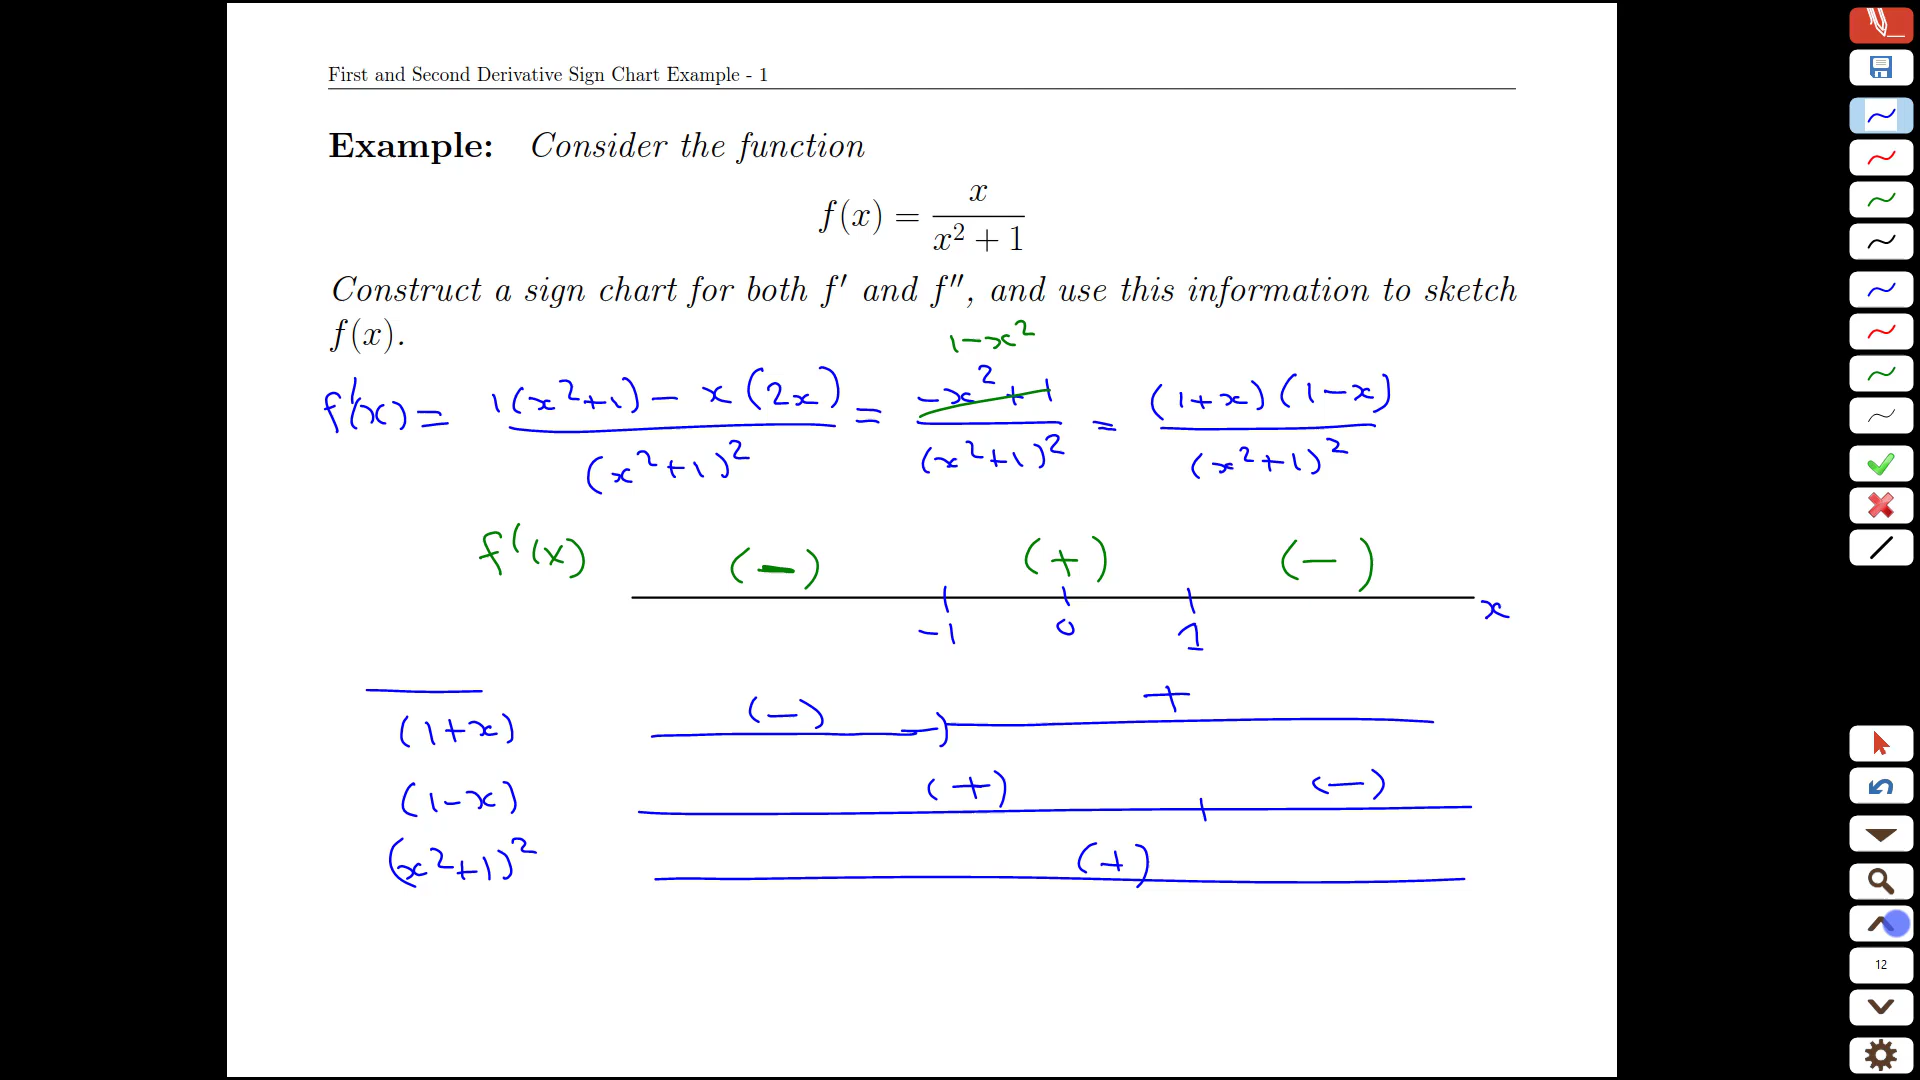 First and Second Derivative Sign Chart Example - 1
Example: Consider the function
f(x) = x / (x² + 1)
Construct a sign chart for both f′ and f″, and use this information to sketch
f(x).
1-x²
f'(x) = (1(x²+1) - x(2x)) / (x²+1)² = (-x²+1) / (x²+1)² = ((1+x)(1-x)) / (x²+1)²
f'(x) (-) (+) (-)
-1 0 1 x
(1+x) (-) +
(1-x) (+) (-)
(x²+1)² (+)
12